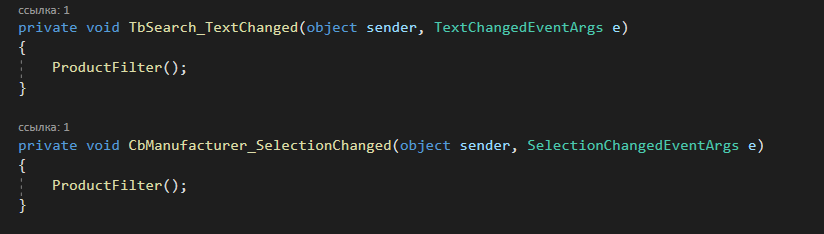 ссылка: 1
private void TbSearch_TextChanged(object sender, TextChangedEventArgs e)
{
ProductFilter();
}
ссылка: 1
private void CbManufacturer_SelectionChanged(object sender, SelectionChangedEventArgs e)
{
ProductFilter();
}